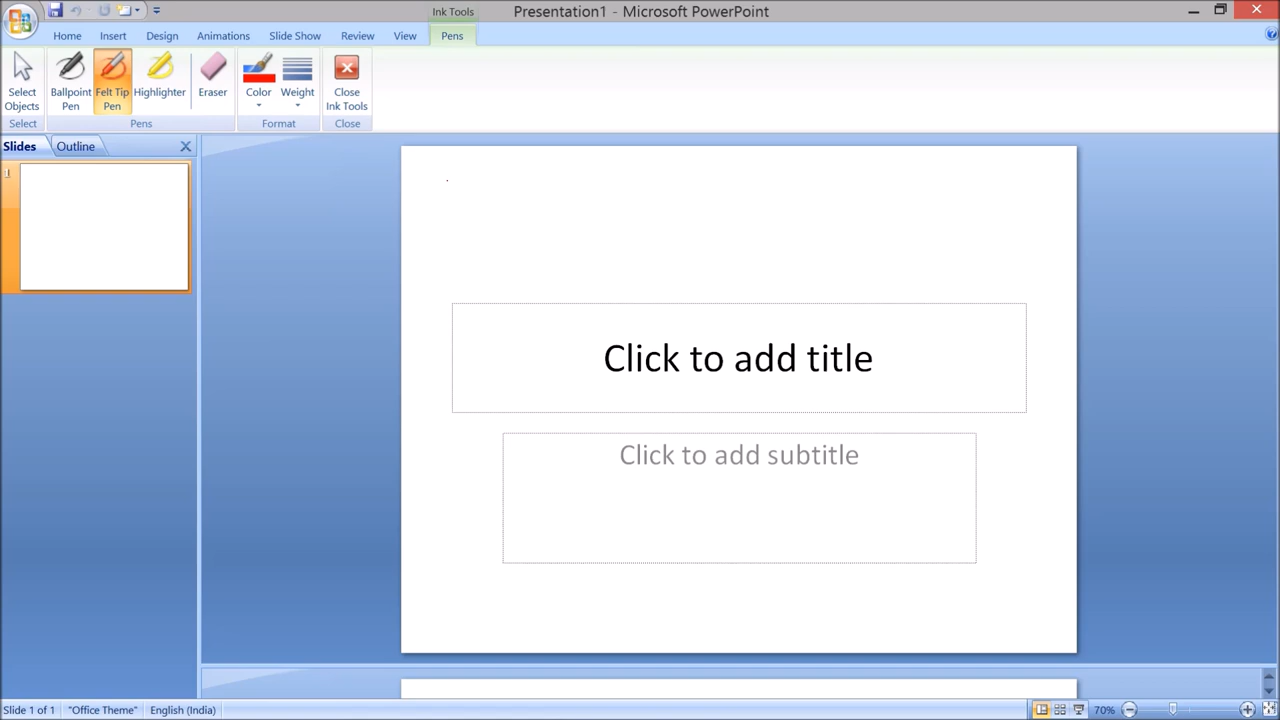 Ink Tools
Presentation1 - Microsoft PowerPoint
Home Insert Design Animations Slide Show Review View Pens
Select Objects
Ballpoint Pen
Felt Tip Pen
Highlighter
Eraser
Color
Weight
Close Ink Tools
Select Pens Format Close
Slides Outline
1
Click to add title
Click to add subtitle
Slide 1 of 1 "Office Theme" English (India) 70%